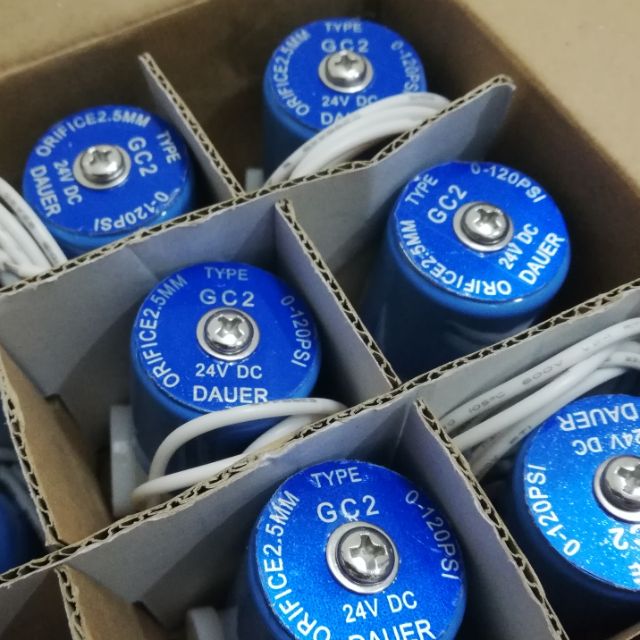 TYPE
GC2
0-120PSI
24V DC
ORIFICE2.5MM
DAUER
TYPE
GC2
0-120PSI
24V DC
ORIFICE2.5MM
DAUER
TYPE
GC2
0-120PSI
24V DC
ORIFICE2.5MM
DAUER
TYPE
GC2
0-120PSI
24V DC
ORIFICE2.5MM
DAUER
TYPE
GC2
0-120PSI
24V DC
ORIFICE2.5MM
DAUER
DAUER
24V DC
0-120PSI